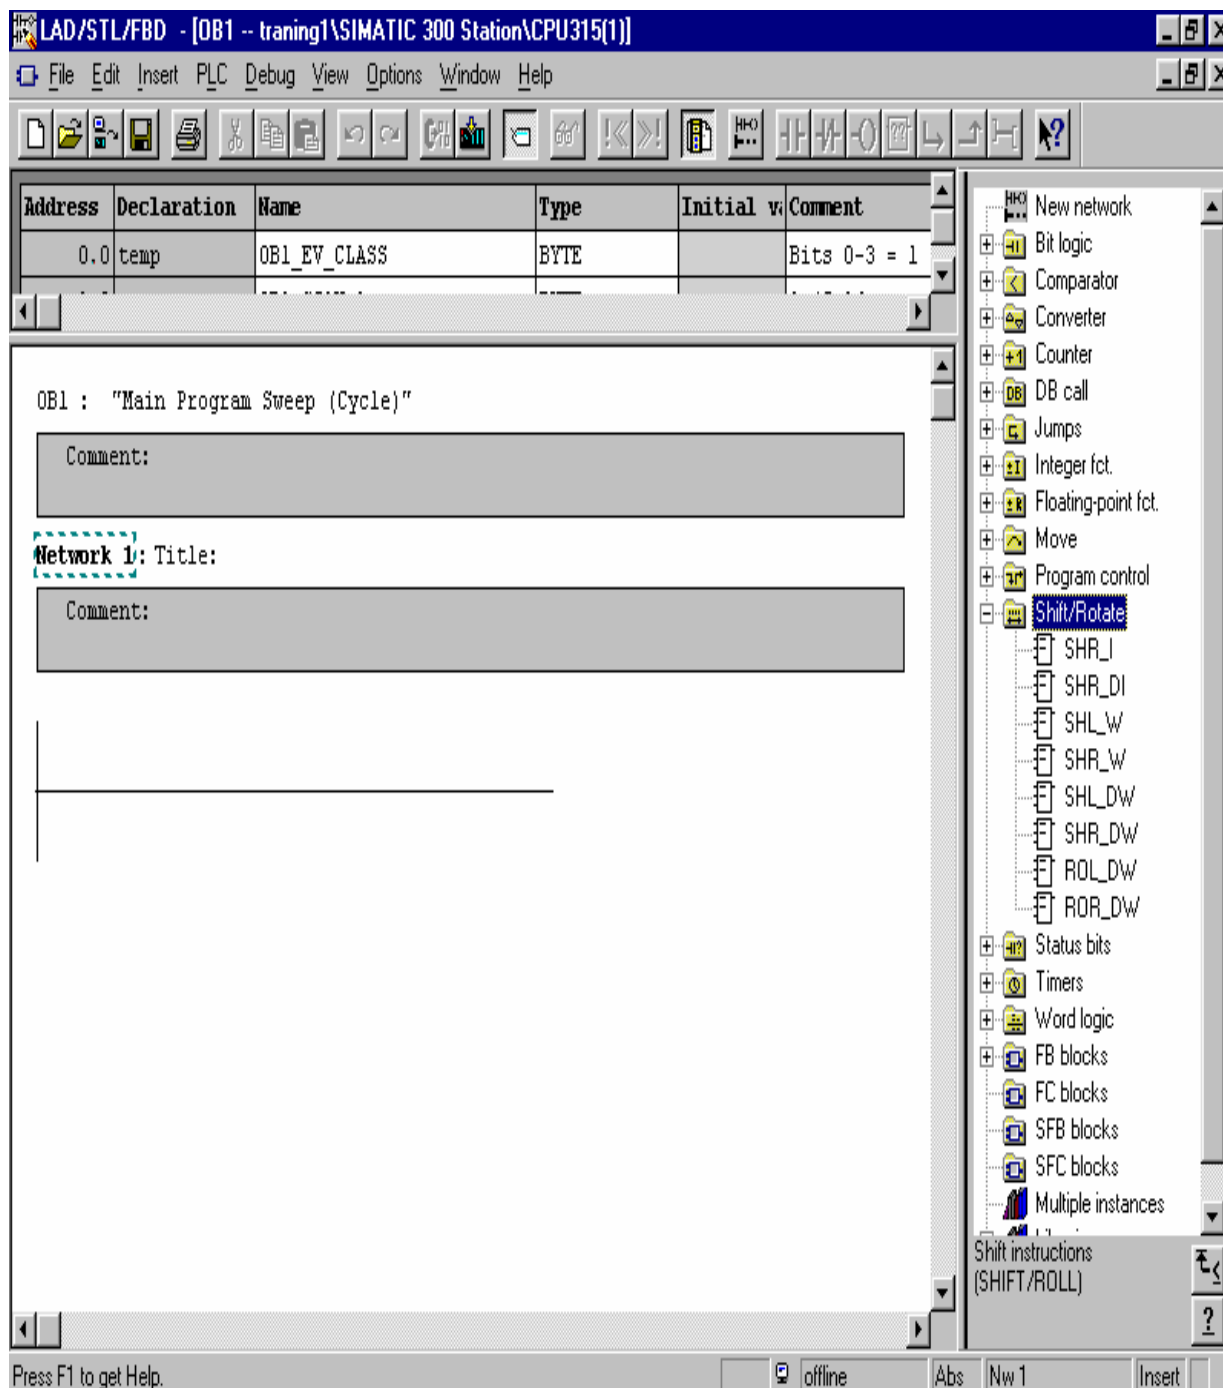 LAD/STL/FBD - [OB1 -- traning1\SIMATIC 300 Station\CPU315(1)]
File Edit Insert PLC Debug View Options Window Help
Address Declaration Name Type Initial va Comment
0.0 temp OB1_EV_CLASS BYTE Bits 0-3 = 1
OB1 : "Main Program Sweep (Cycle)"
Comment:
Network 1: Title:
Comment:
New network
Bit logic
Comparator
Converter
Counter
DB call
Jumps
Integer fct.
Floating-point fct.
Move
Program control
Shift/Rotate
SHR_I
SHR_DI
SHL_W
SHR_W
SHL_DW
SHR_DW
ROL_DW
ROR_DW
Status bits
Timers
Word logic
FB blocks
FC blocks
SFB blocks
SFC blocks
Multiple instances
Shift instructions
(SHIFT/ROLL)
Press F1 to get Help. offline Abs Nw 1 Insert